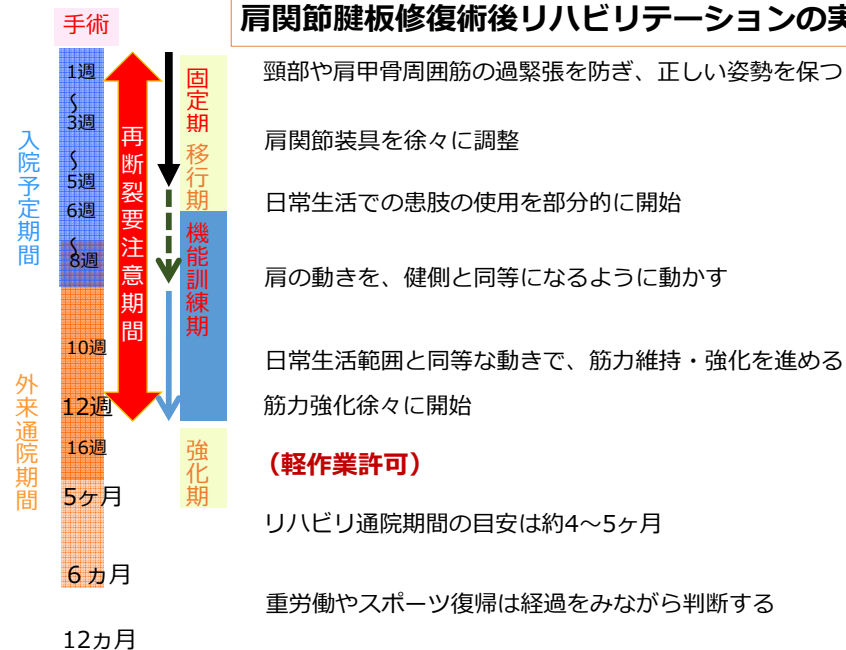 手術
肩関節腱板修復術後リハビリテーションの実
1週
～
3週
～
5週
6週
～
8週
10週
12週
16週
5ヶ月
6ヵ月
12ヵ月
入院予定期間
外来通院期間
再断裂要注意期間
固定期
移行期
機能訓練期
強化期
頸部や肩甲骨周囲筋の過緊張を防ぎ、正しい姿勢を保つ
肩関節装具を徐々に調整
日常生活での患肢の使用を部分的に開始
肩の動きを、健側と同等になるように動かす
日常生活範囲と同等な動きで、筋力維持・強化を進める
筋力強化徐々に開始
（軽作業許可）
リハビリ通院期間の目安は約4～5ヶ月
重労働やスポーツ復帰は経過をみながら判断する